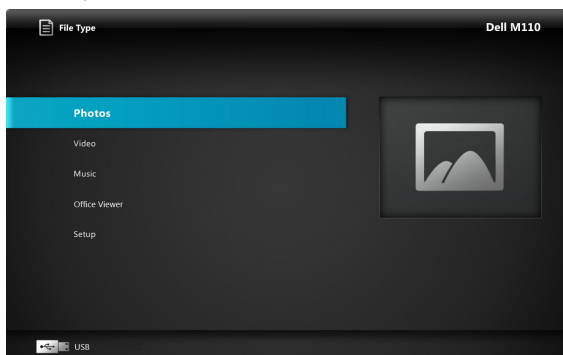 File Type
Dell M110
Photos
Video
Music
Office Viewer
Setup
USB